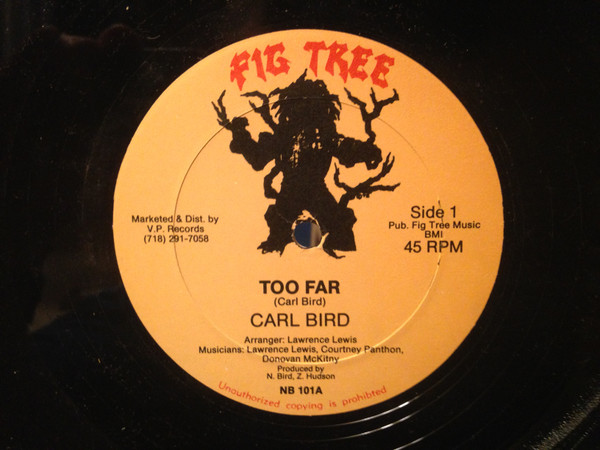 FIG TREE
Marketed & Dist. by
V.P. Records
(718) 291-7058
Side 1
Pub. Fig Tree Music
BMI
45 RPM
TOO FAR
(Carl Bird)
CARL BIRD
Arranger: Lawrence Lewis
Musicians: Lawrence Lewis, Courtney Panthon,
Donovan McKitny
Produced by
N. Bird, Z. Hudson
NB 101A
Unauthorized copying is prohibted